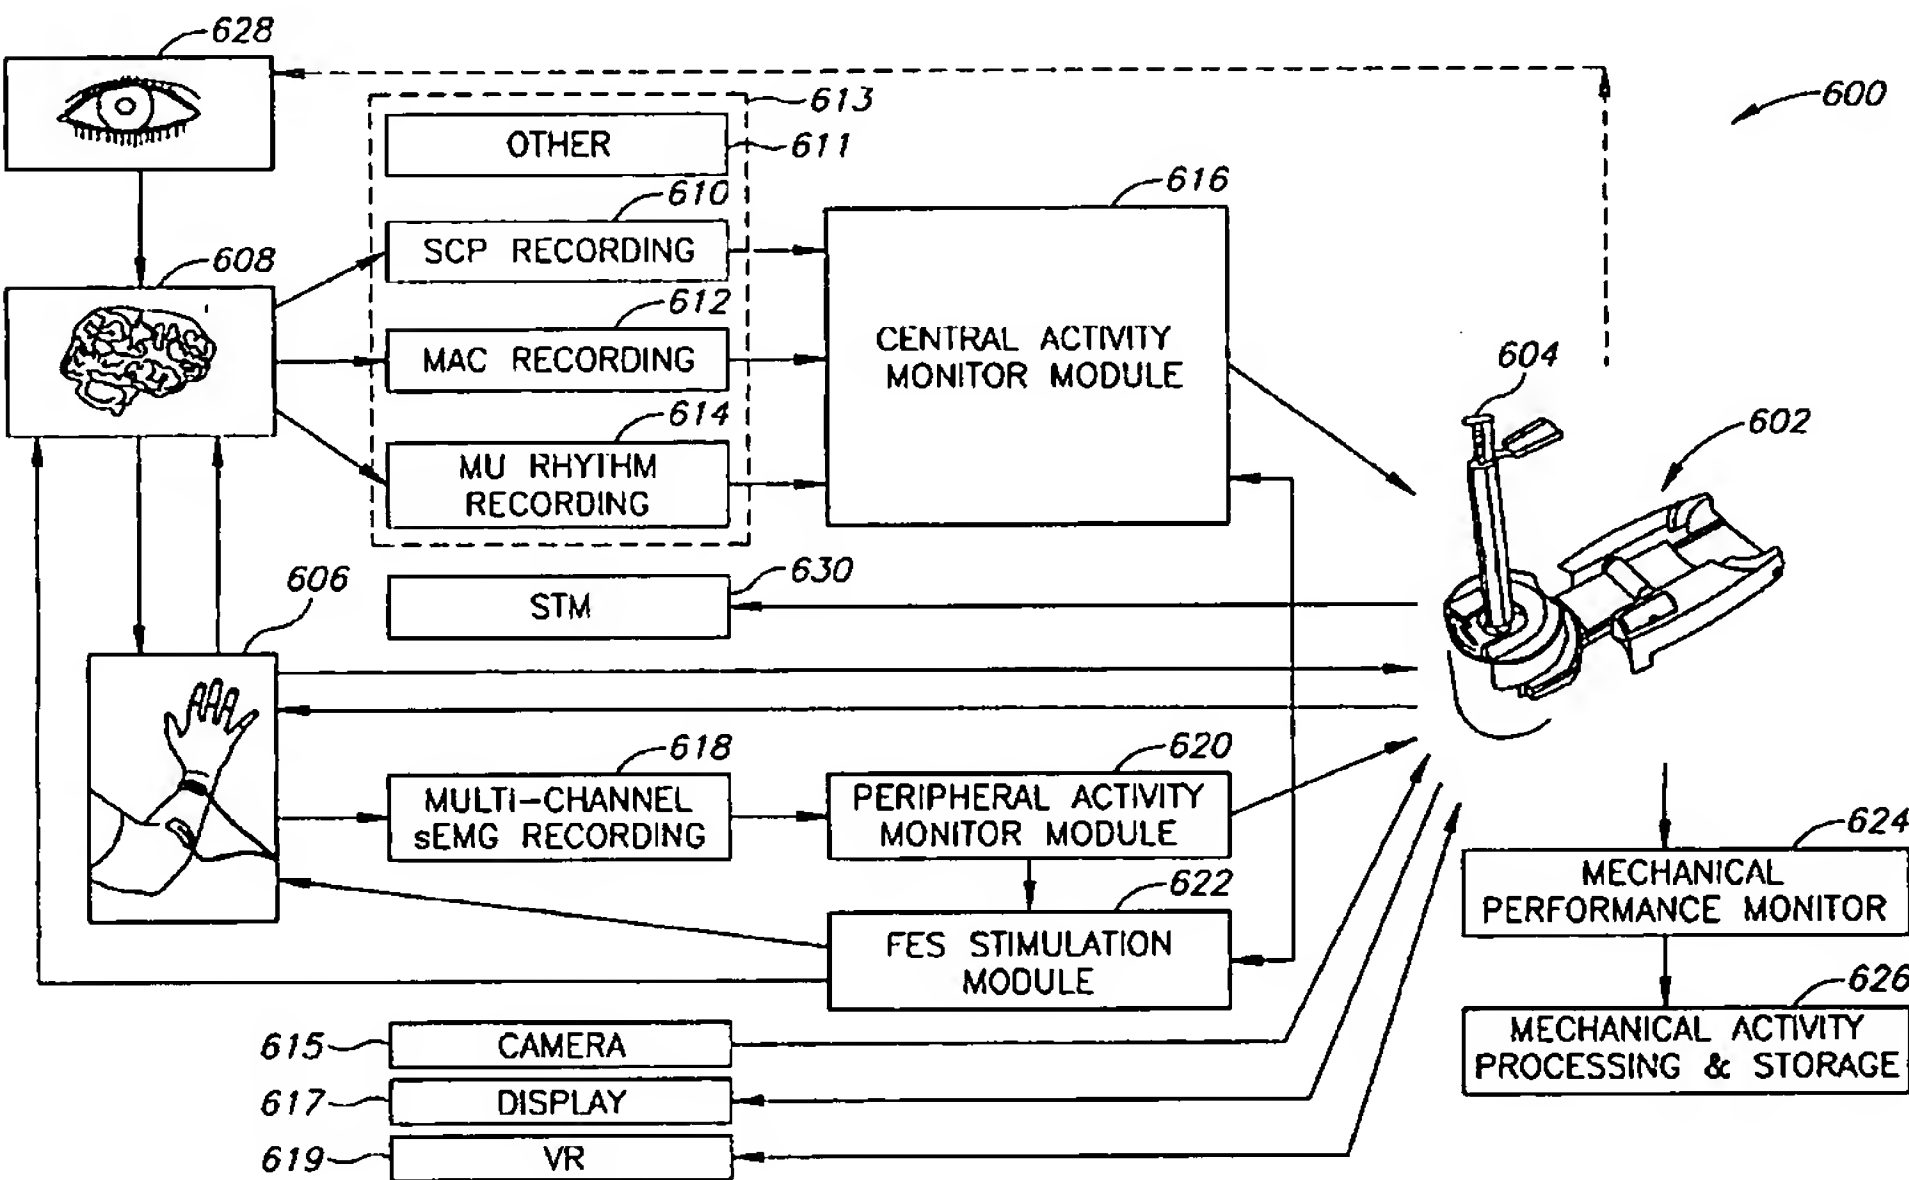 628
600
613
OTHER
611
610
SCP RECORDING
616
608
612
MAC RECORDING
CENTRAL ACTIVITY
MONITOR MODULE
604
614
MU RHYTHM
RECORDING
602
606
630
STM
618
MULTI-CHANNEL
sEMG RECORDING
620
PERIPHERAL ACTIVITY
MONITOR MODULE
624
MECHANICAL
PERFORMANCE MONITOR
622
FES STIMULATION
MODULE
626
MECHANICAL ACTIVITY
PROCESSING & STORAGE
615
CAMERA
617
DISPLAY
619
VR